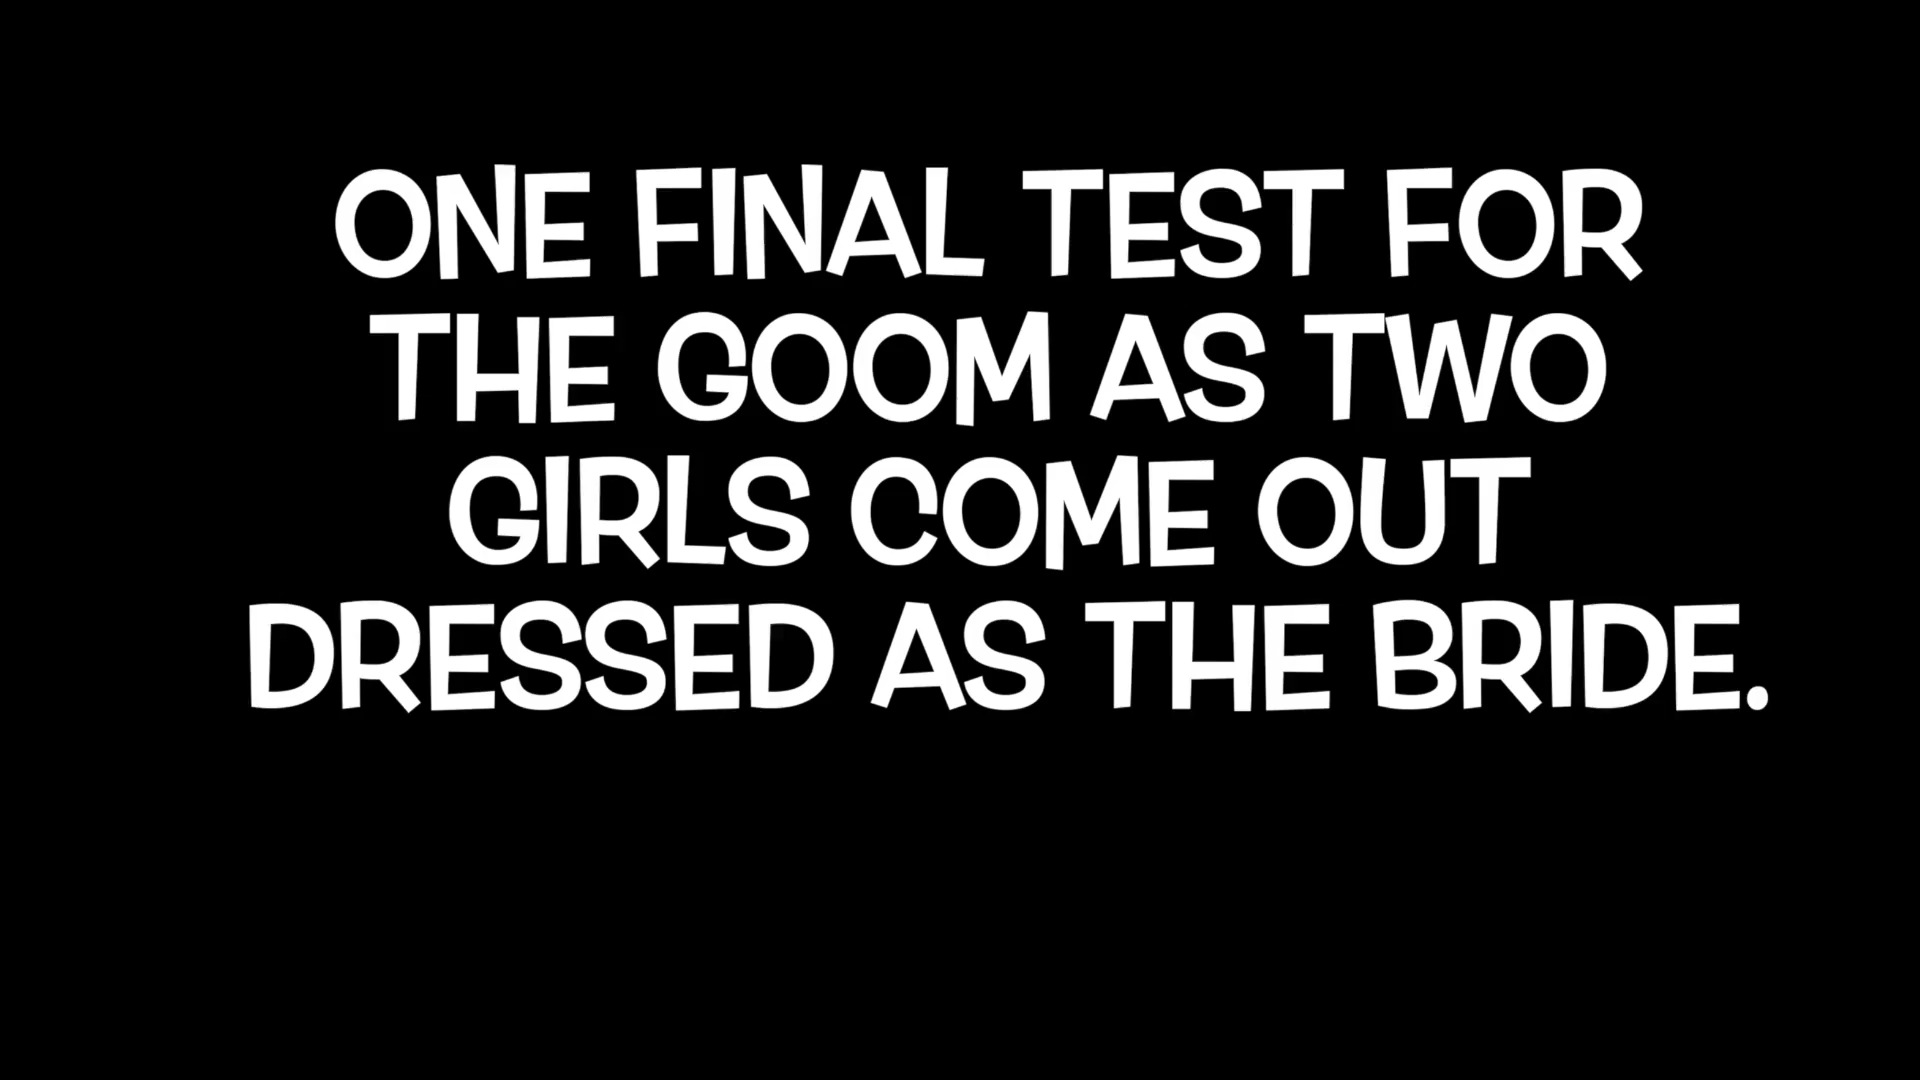 ONE FINAL TEST FOR
THE GOOM AS TWO
GIRLS COME OUT
DRESSED AS THE BRIDE.